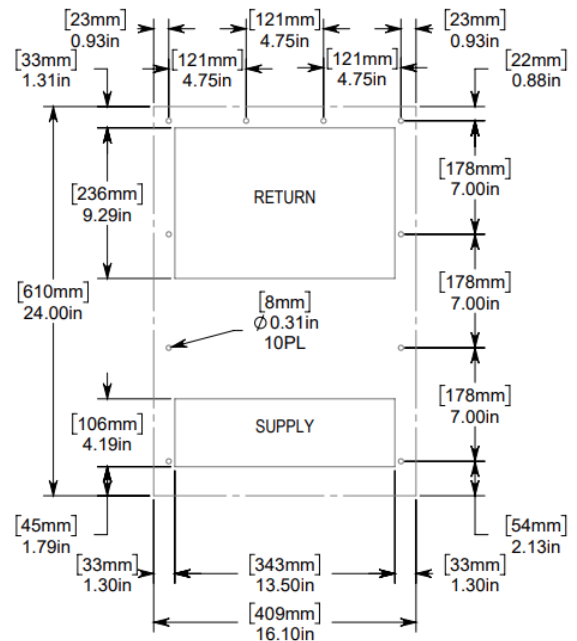 [23mm]
0.93in
[121mm]
4.75in
[23mm]
0.93in
[33mm]
1.31in
[121mm]
4.75in
[121mm]
4.75in
[22mm]
0.88in
[236mm]
9.29in
RETURN
[178mm]
7.00in
[610mm]
24.00in
[8mm]
Ø0.31in
10PL
[178mm]
7.00in
[106mm]
4.19in
SUPPLY
[178mm]
7.00in
[45mm]
1.79in
[54mm]
2.13in
[33mm]
1.30in
[343mm]
13.50in
[33mm]
1.30in
[409mm]
16.10in